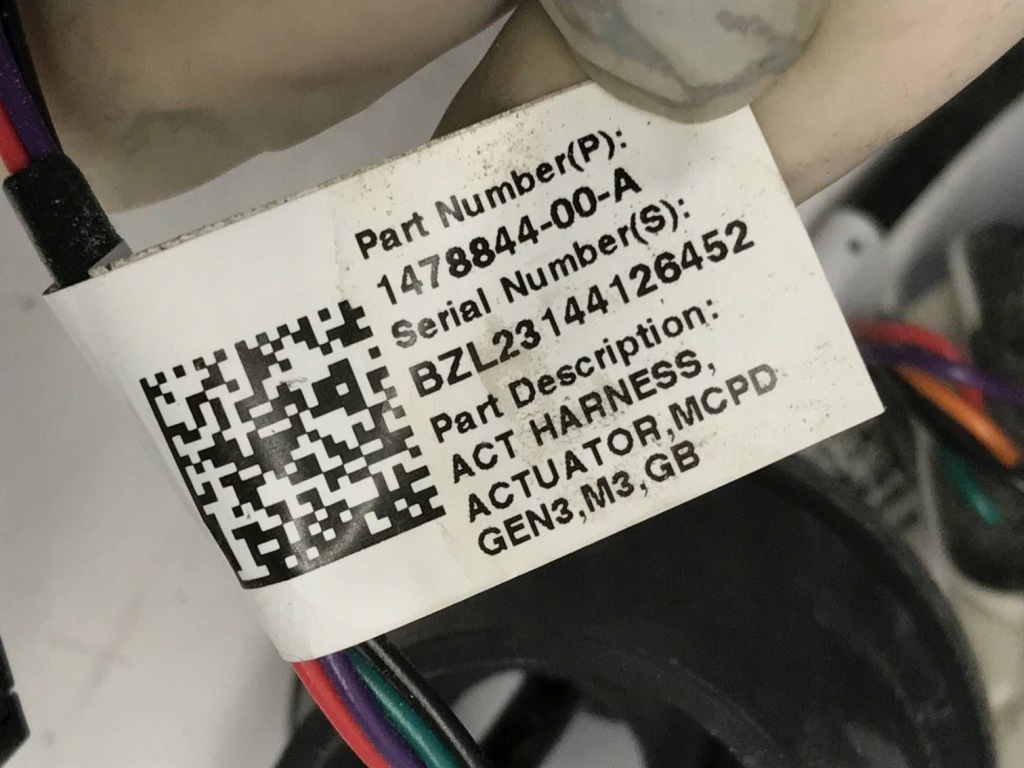 Part Number(P):
1478844-00-A
Serial Number(S):
BZL23144126452
Part Description:
ACT HARNESS,
ACTUATOR,MCPD
GEN3,M3,GB